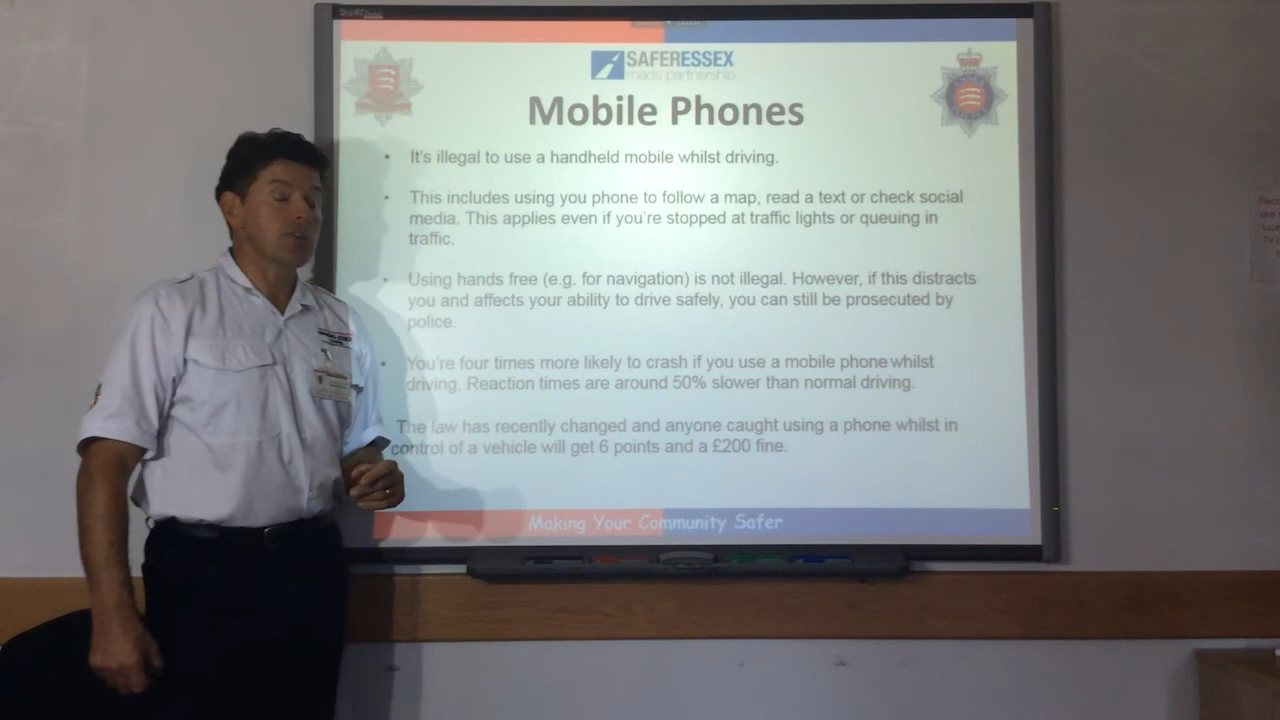 SMART
SAFERESSEX
roads partnership
Mobile Phones
• It's illegal to use a handheld mobile whilst driving.
• This includes using you phone to follow a map, read a text or check social
media. This applies even if you're stopped at traffic lights or queuing in
traffic.
• Using hands free (e.g. for navigation) is not illegal. However, if this distracts
you and affects your ability to drive safely, you can still be prosecuted by
police.
• You're four times more likely to crash if you use a mobile phone whilst
driving. Reaction times are around 50% slower than normal driving.
The law has recently changed and anyone caught using a phone whilst in
control of a vehicle will get 6 points and a £200 fine.
Making Your Community Safer